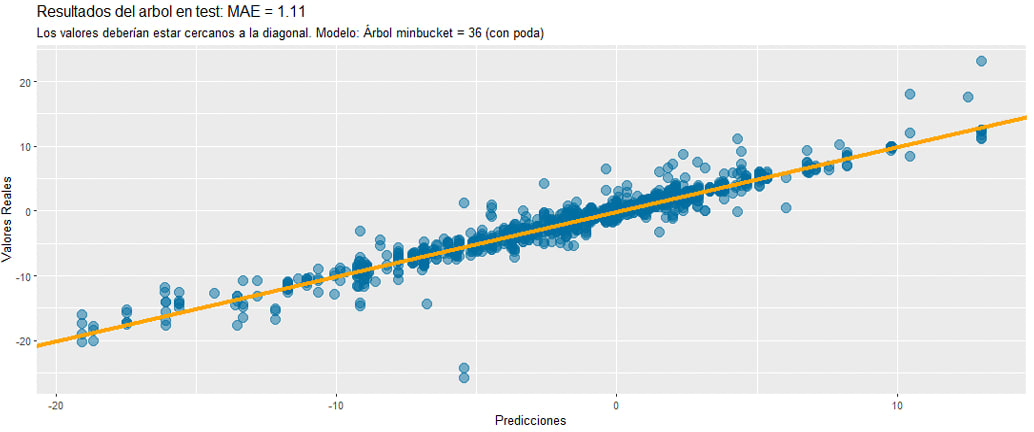 Resultados del arbol en test: MAE = 1.11
Los valores deberían estar cercanos a la diagonal. Modelo: Árbol minbucket = 36 (con poda)
Valores Reales
20
10
0
-10
-20
-20
-10
0
10
Predicciones